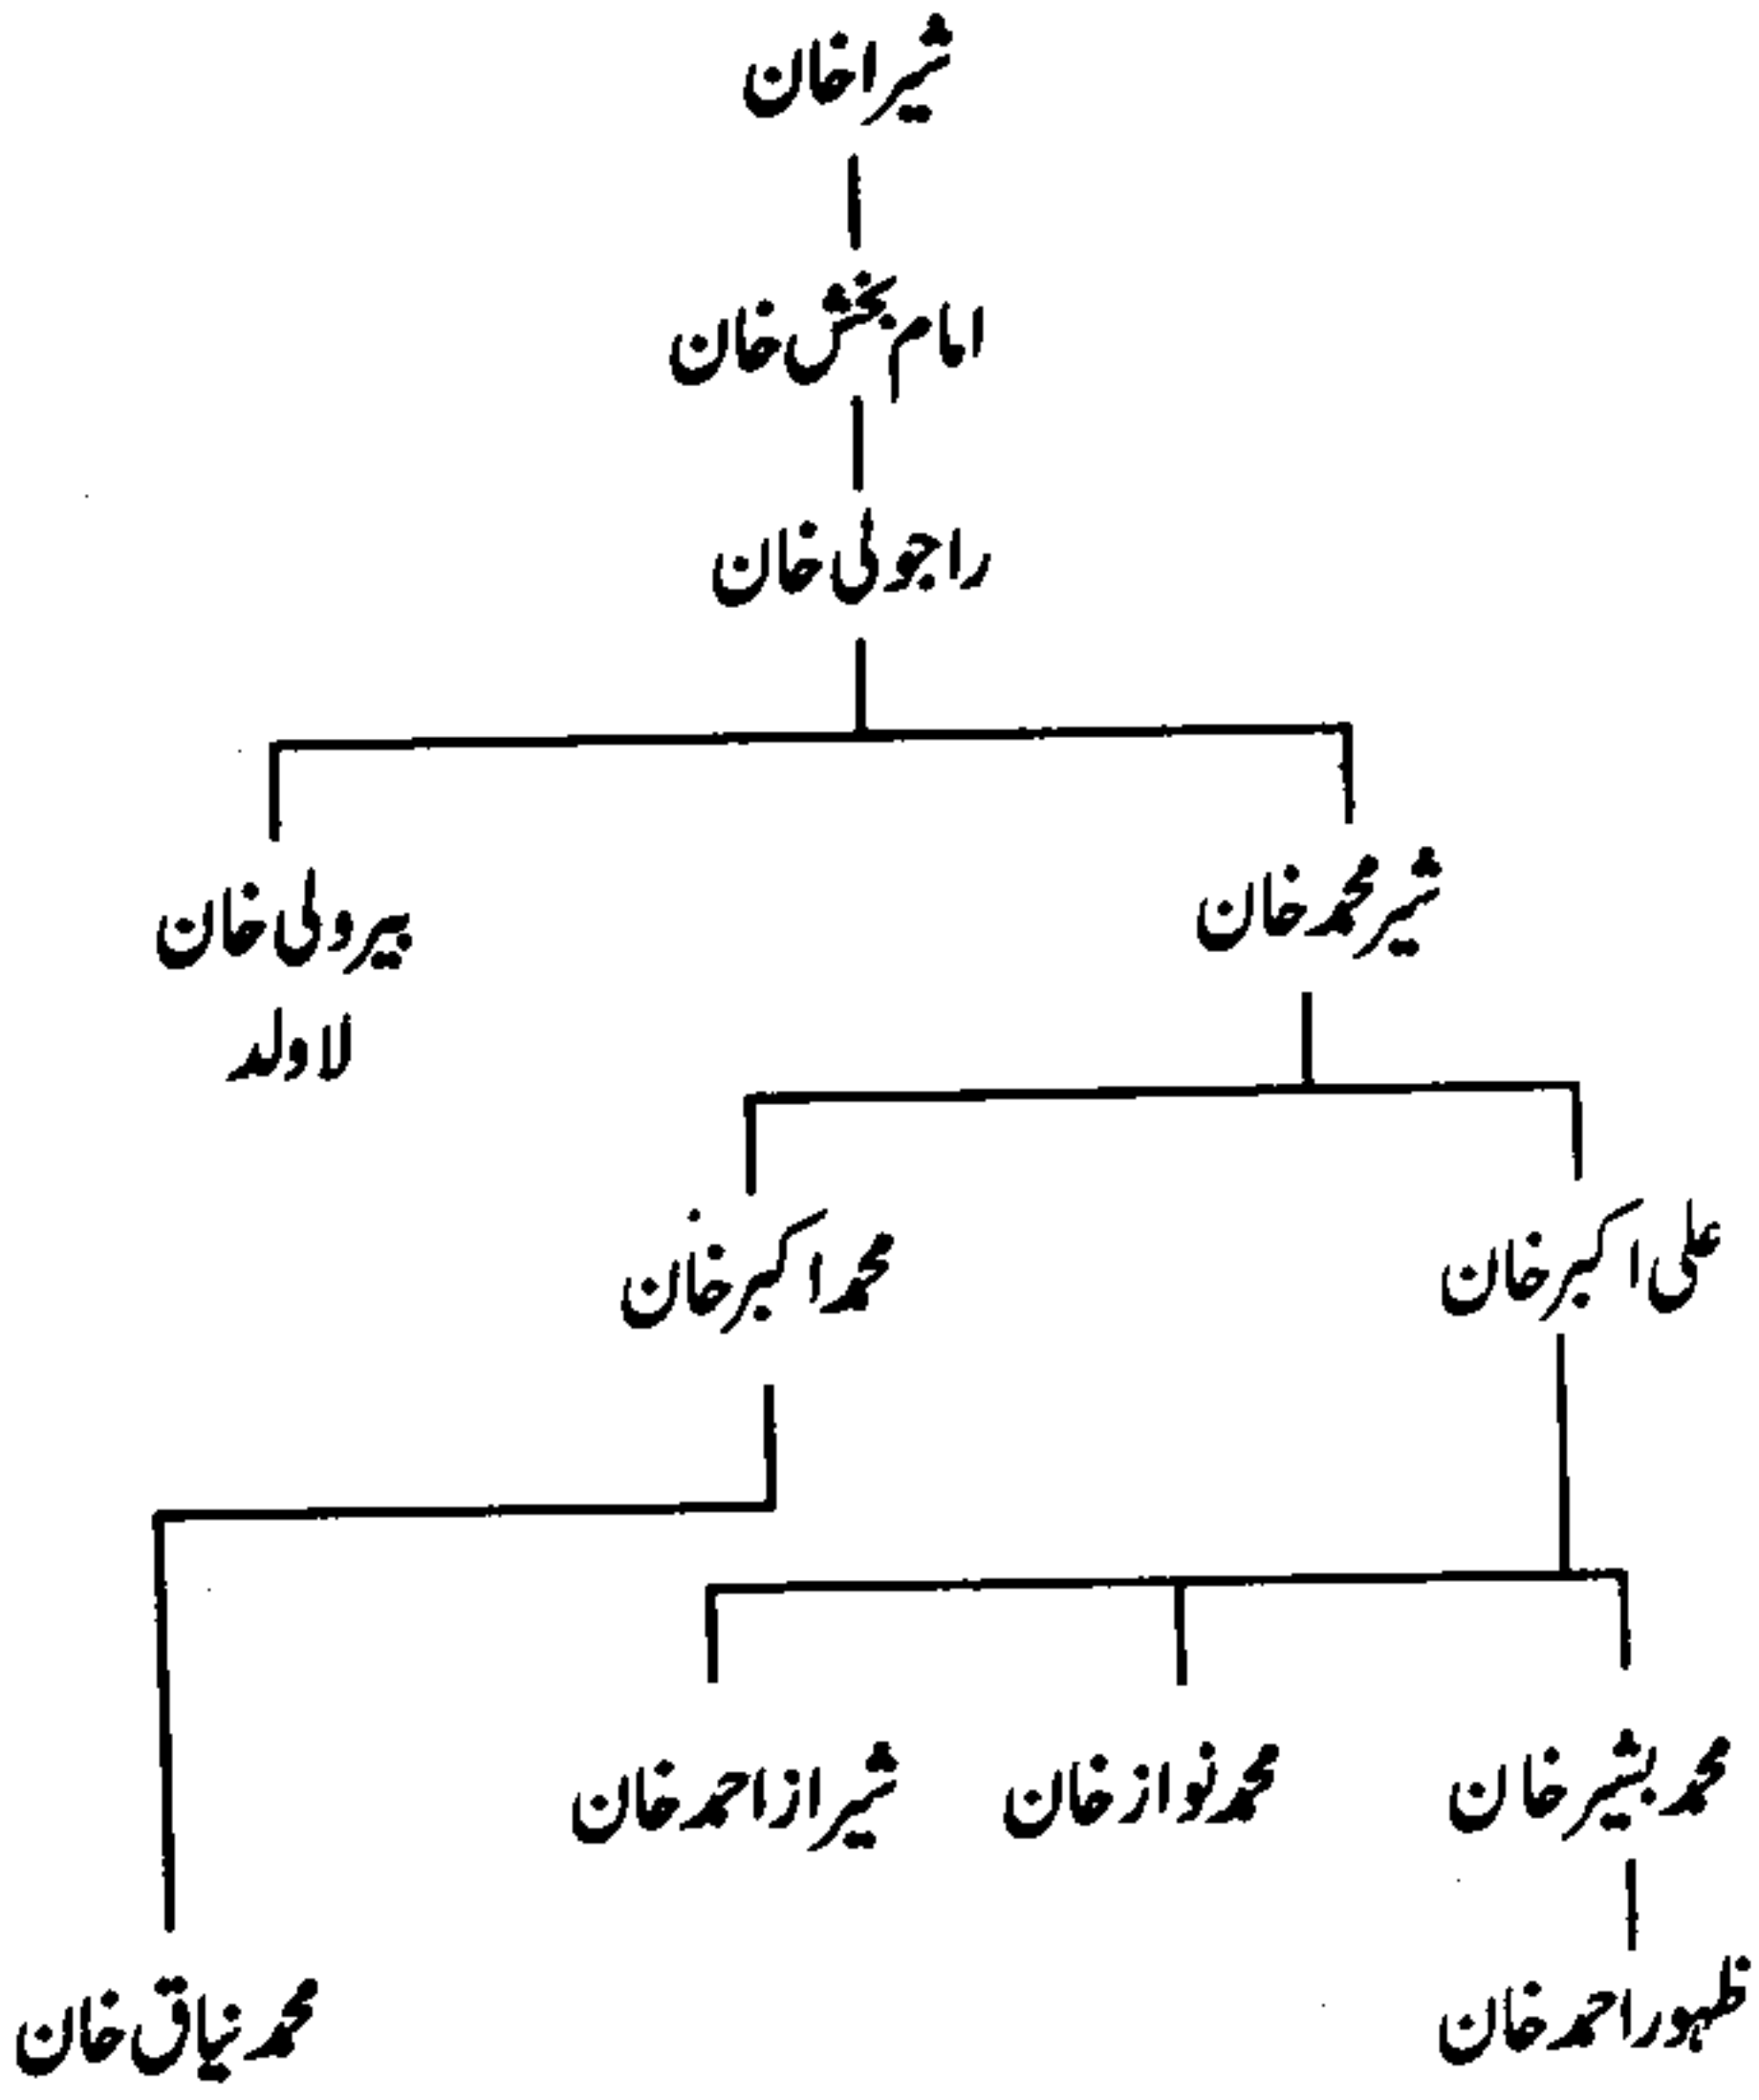 شیرا خان
امام بخش خان
راجولی خان
شیر محمد خان
بیرولی خان
لاولد
علی اکبر خان
محمد اکبر خان
محمد بشیر خان
محمد نواز خان
شیراز احمد خان
ظہور احمد خان
محمد نیاق خان